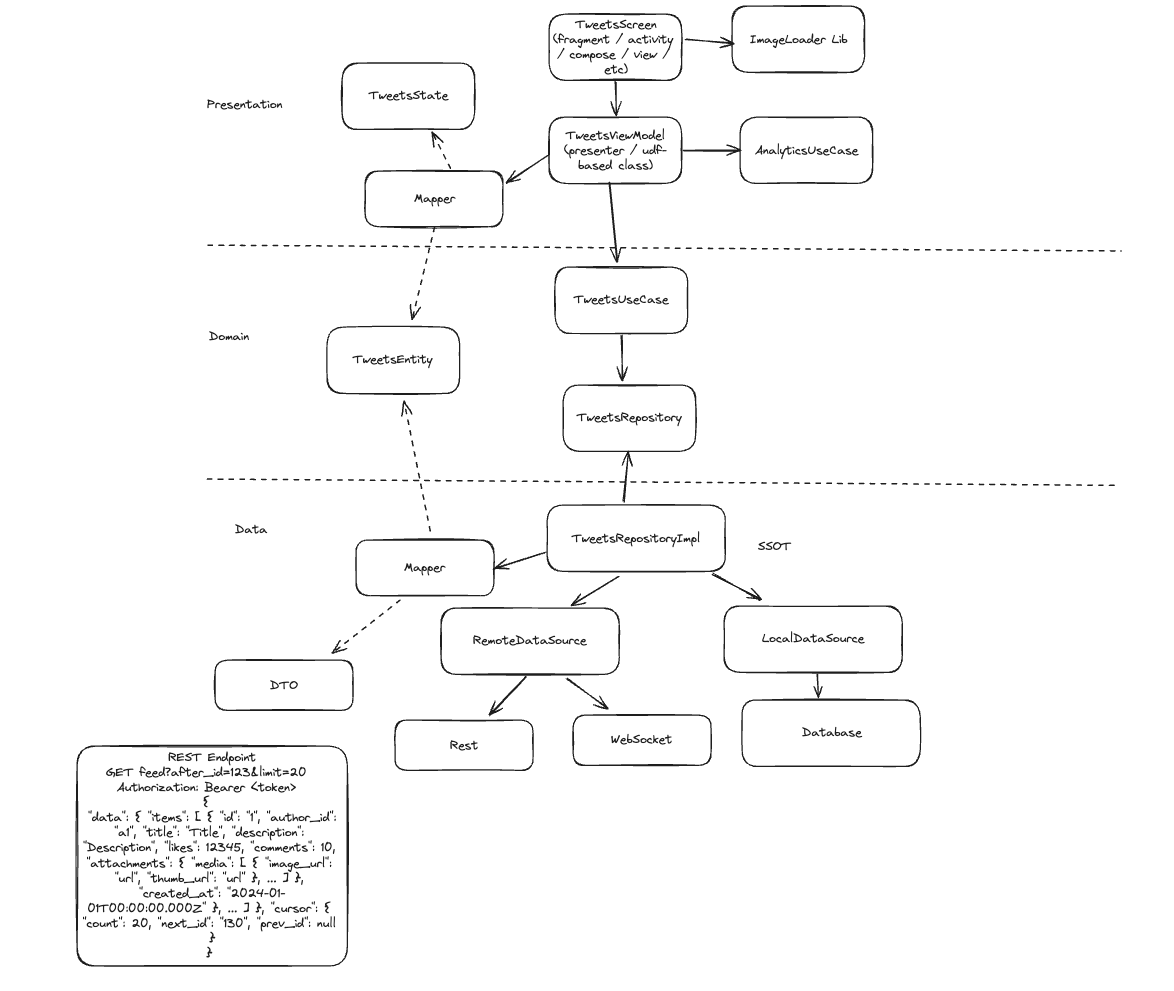 TweetsScreen
(fragment / activity
/ compose / view /
etc)
ImageLoader Lib
TweetsState
Presentation
TweetsViewModel
(presenter / udf-
based class)
AnalyticsUseCase
Mapper
TweetsUseCase
Domain
TweetsEntity
TweetsRepository
Data
TweetsRepositoryImpl
SSOT
Mapper
RemoteDataSource
LocalDataSource
DTO
Rest
WebSocket
Database
REST Endpoint
GET feed?after_id=123&limit=20
Authorization: Bearer <token>
{
"data": { "items": [ { "id": "1", "author_id":
"a1", "title": "Title", "description":
"Description", "likes": 12345, "comments": 10,
"attachments": { "media": [ { "image_url":
"url", "thumb_url": "url" }, ... ] },
"created_at": "2024-01-
01T00:00:00.000Z" }, ... ] }, "cursor": {
"count": 20, "next_id": "130", "prev_id": null
}
}